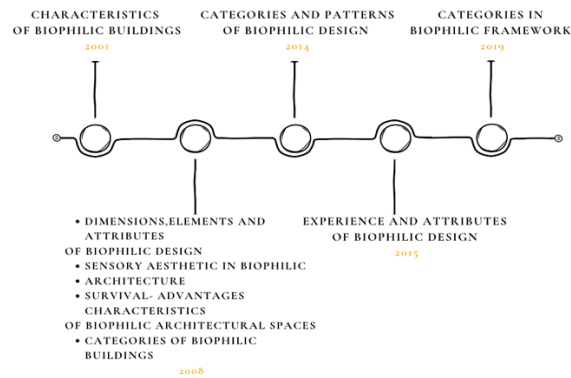 CHARACTERISTICS
OF BIOPHILIC BUILDINGS
2001
CATEGORIES AND PATTERNS
OF BIOPHILIC DESIGN
2014
CATEGORIES IN
BIOPHILIC FRAMEWORK
2019
• DIMENSIONS,ELEMENTS AND
ATTRIBUTES
OF BIOPHILIC DESIGN
• SENSORY AESTHETIC IN BIOPHILIC
• ARCHITECTURE
• SURVIVAL- ADVANTAGES
CHARACTERISTICS
OF BIOPHILIC ARCHITECTURAL SPACES
• CATEGORIES OF BIOPHILIC
BUILDINGS
2008
EXPERIENCE AND ATTRIBUTES
OF BIOPHILIC DESIGN
2015